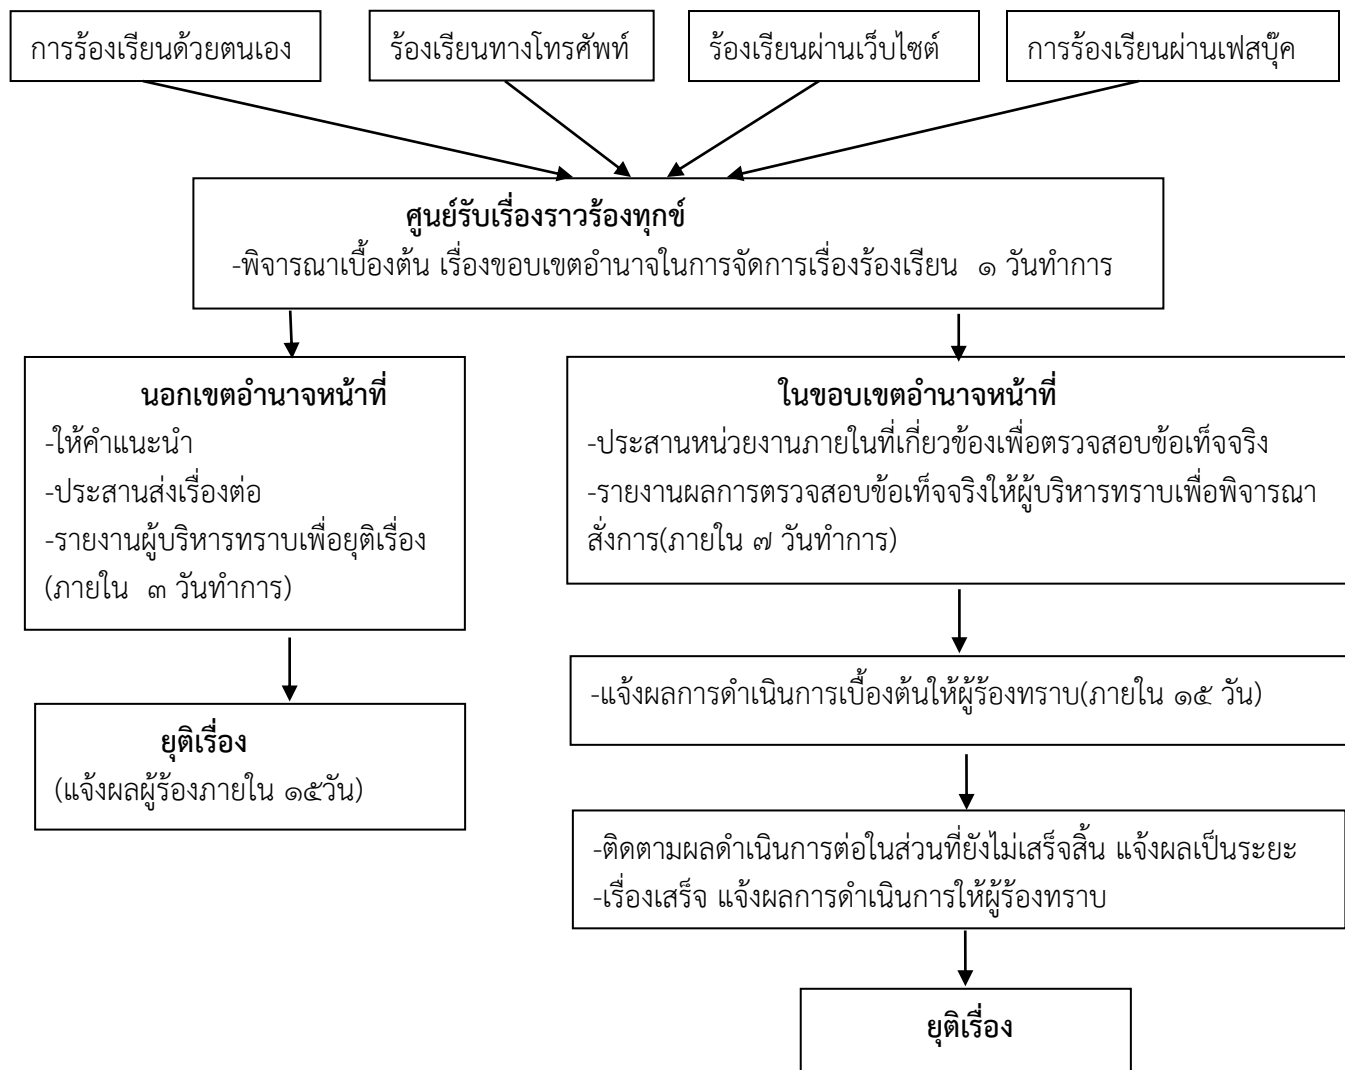 การร้องเรียนด้วยตนเอง
ร้องเรียนทางโทรศัพท์
ร้องเรียนผ่านเว็บไซต์
การร้องเรียนผ่านเฟสบุ๊ค
ศูนย์รับเรื่องราวร้องทุกข์
-พิจารณาเบื้องต้น เรื่องขอบเขตอำนาจในการจัดการเรื่องร้องเรียน ๑ วันทำการ
นอกเขตอำนาจหน้าที่
-ให้คำแนะนำ
-ประสานส่งเรื่องต่อ
-รายงานผู้บริหารทราบเพื่อยุติเรื่อง
(ภายใน ๓ วันทำการ)
ยุติเรื่อง
(แจ้งผลผู้ร้องภายใน ๑๕วัน)
ในขอบเขตอำนาจหน้าที่
-ประสานหน่วยงานภายในที่เกี่ยวข้องเพื่อตรวจสอบข้อเท็จจริง
-รายงานผลการตรวจสอบข้อเท็จจริงให้ผู้บริหารทราบเพื่อพิจารณา
สั่งการ(ภายใน ๗ วันทำการ)
-แจ้งผลการดำเนินการเบื้องต้นให้ผู้ร้องทราบ(ภายใน ๑๕ วัน)
-ติดตามผลดำเนินการต่อในส่วนที่ยังไม่เสร็จสิ้น แจ้งผลเป็นระยะ
-เรื่องเสร็จ แจ้งผลการดำเนินการให้ผู้ร้องทราบ
ยุติเรื่อง